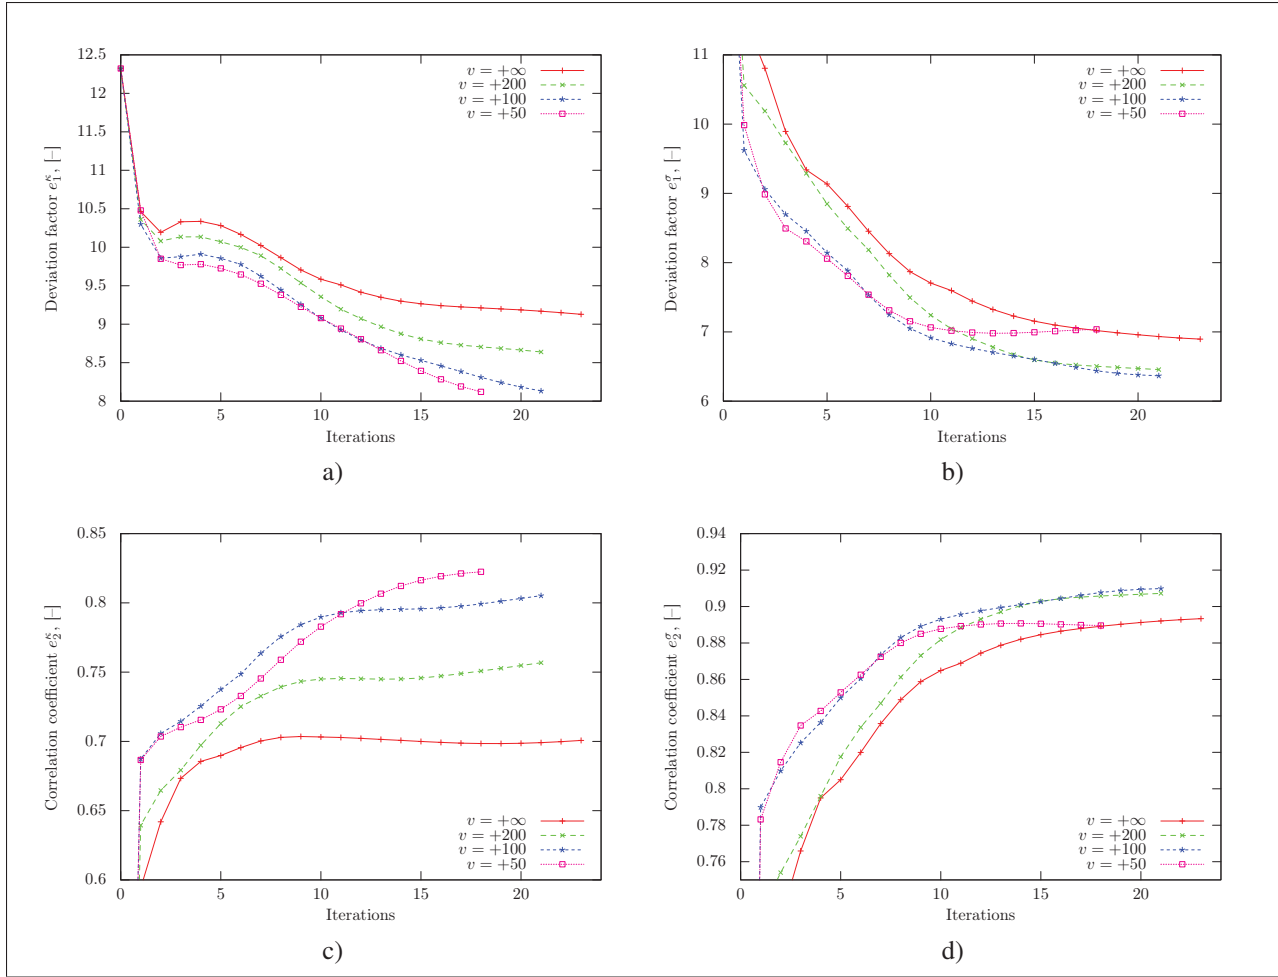 12.5
12
11.5
11
10.5
10
9.5
9
8.5
8
0 5 10 15 20
Iterations
Deviation factor e₁^κ, [−]
v = +∞
v = +200
v = +100
v = +50
a)
11
10
9
8
7
6
0 5 10 15 20
Iterations
Deviation factor e₁^σ, [−]
v = +∞
v = +200
v = +100
v = +50
b)
0.85
0.8
0.75
0.7
0.65
0.6
0 5 10 15 20
Iterations
Correlation coefficient e₂^κ [−]
v = +∞
v = +200
v = +100
v = +50
c)
0.94
0.92
0.9
0.88
0.86
0.84
0.82
0.8
0.78
0.76
0 5 10 15 20
Iterations
Correlation coefficient e₂^σ [−]
v = +∞
v = +200
v = +100
v = +50
d)